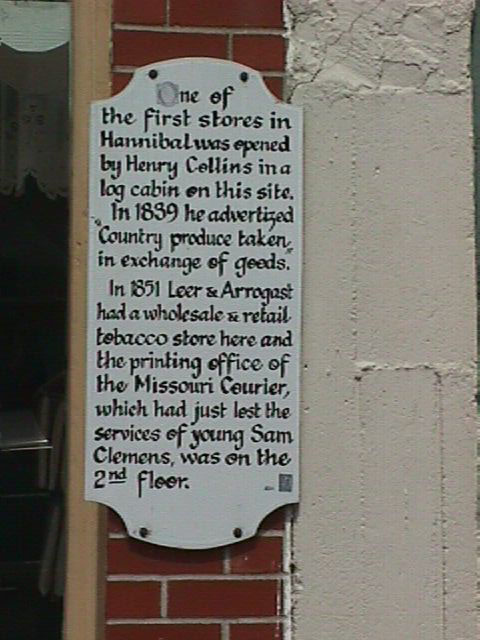 One of
the first stores in
Hannibal was opened
by Henry Collins in a
log cabin on this site.
In 1839 he advertized
"Country produce taken
in exchange of goods."
In 1851 Leer & Arrogast
had a wholesale & retail
tobacco store here and
the printing office of
the Missouri Courier,
which had just lost the
services of young Sam
Clemens, was on the
2nd floor.